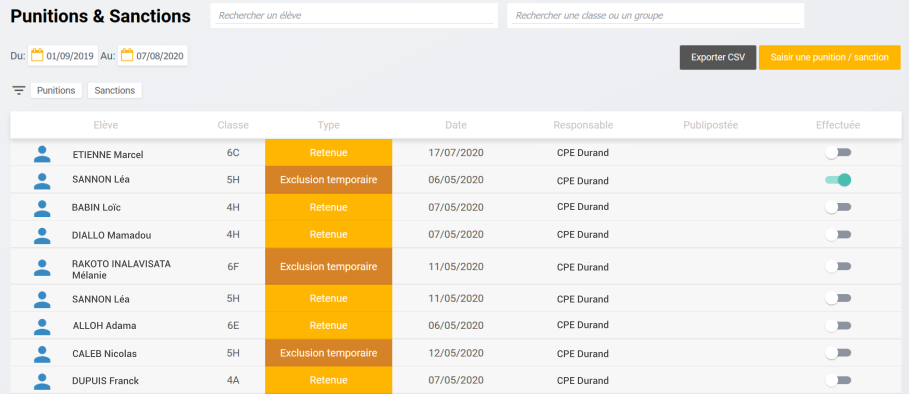 Punitions & Sanctions Rechercher un élève Rechercher une classe ou un groupe
Du: 01/09/2019 Au: 07/08/2020 Exporter CSV Saisir une punition / sanction
Punitions Sanctions
Elève Classe Type Date Responsable Publipostée Effectuée
ETIENNE Marcel 6C Retenue 17/07/2020 CPE Durand
SANNON Léa 5H Exclusion temporaire 06/05/2020 CPE Durand
BABIN Loïc 4H Retenue 07/05/2020 CPE Durand
DIALLO Mamadou 4H Retenue 07/05/2020 CPE Durand
RAKOTO INALAVISATA
Mélanie 6F Exclusion temporaire 11/05/2020 CPE Durand
SANNON Léa 5H Retenue 11/05/2020 CPE Durand
ALLOH Adama 6E Retenue 06/05/2020 CPE Durand
CALEB Nicolas 5H Exclusion temporaire 12/05/2020 CPE Durand
DUPUIS Franck 4A Retenue 07/05/2020 CPE Durand